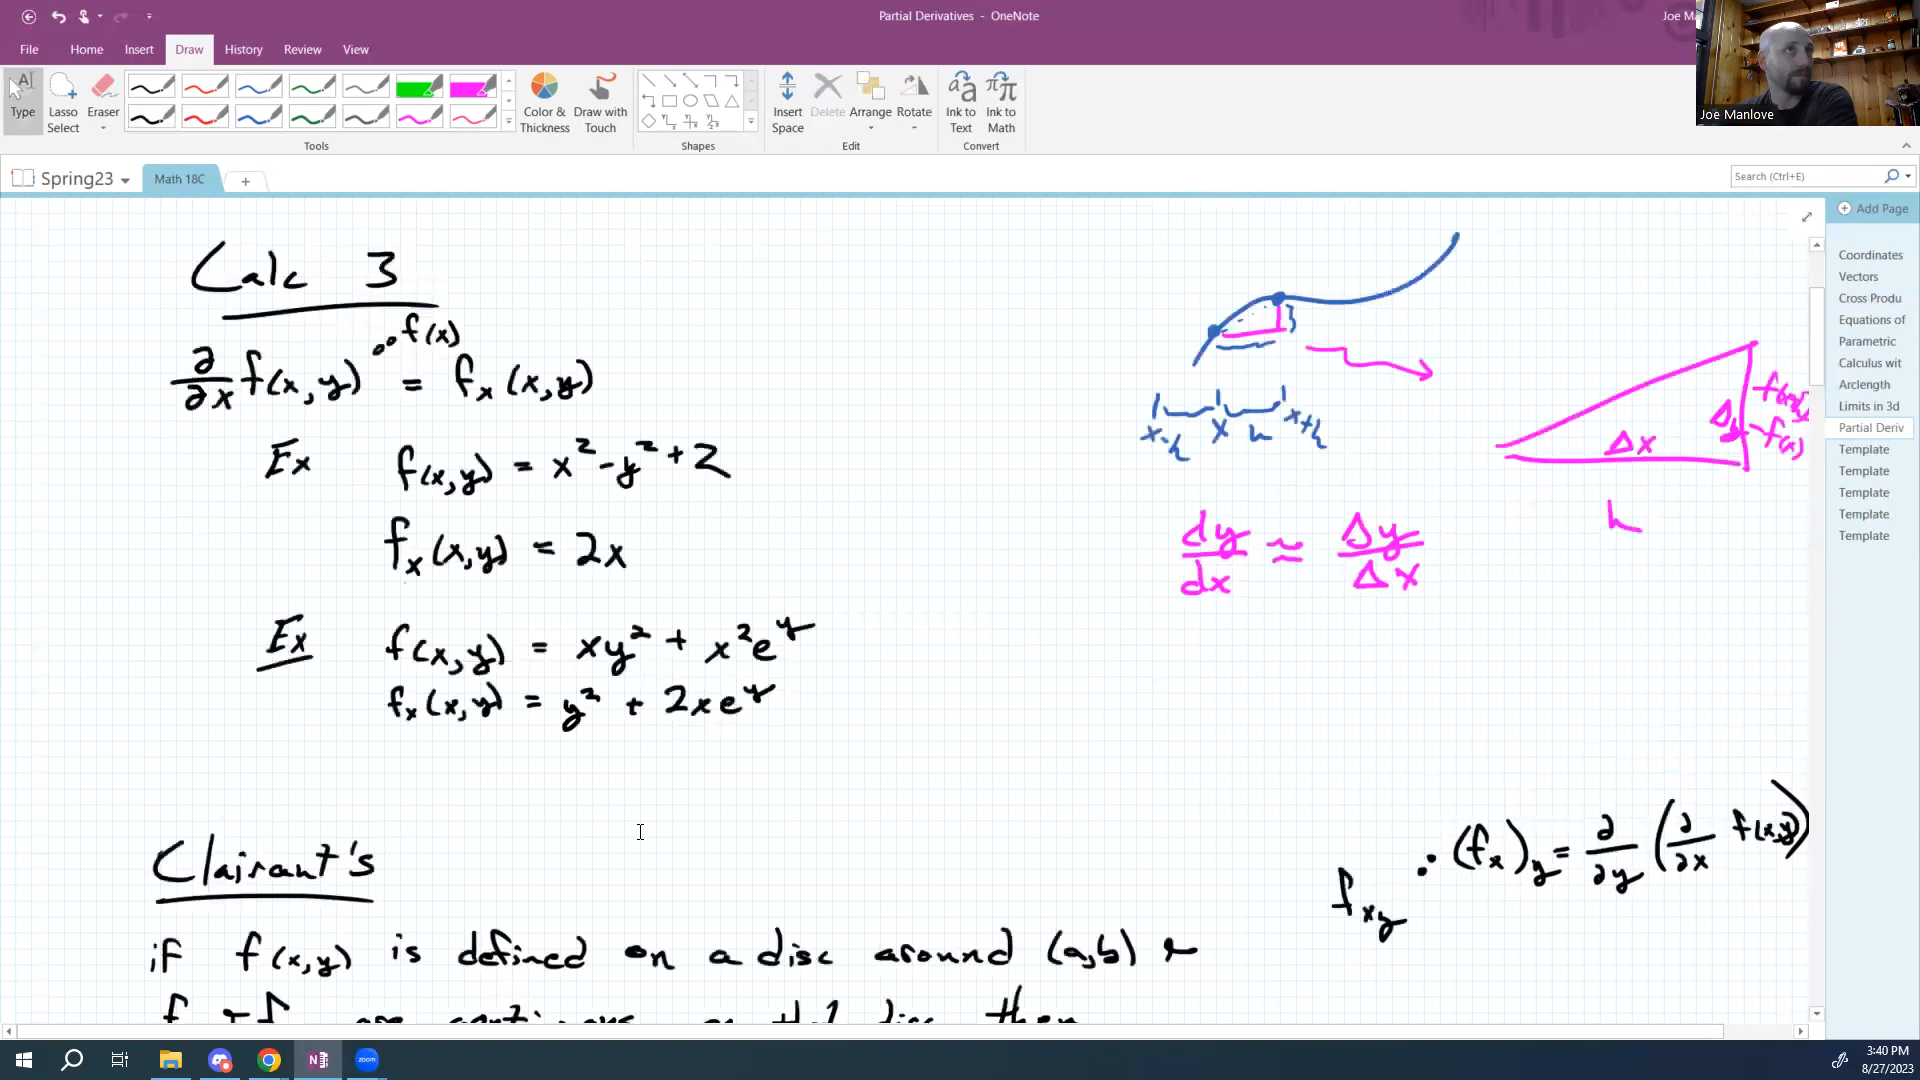 Partial Derivatives - OneNote
Joe Ma
File Home Insert Draw History Review View
Type
Lasso Select
Eraser
Color & Thickness
Draw with Touch
Insert Space
Delete
Arrange
Rotate
Ink to Text
Ink to Math
Tools Shapes Edit Convert
Joe Manlove
Spring23
Math 18C
Search (Ctrl+E)
Add Page
Coordinates
Vectors
Cross Produ
Equations of
Parametric
Calculus wit
Arclength
Limits in 3d
Partial Deriv
Template
Template
Template
Template
Template
Calc 3
f(x)
∂/∂x f(x,y) = f_x(x,y)
Ex f(x,y) = x² - y² + 2
f_x(x,y) = 2x
Ex f(x,y) = xy² + x²e^y
f_x(x,y) = y² + 2xe^y
x-h x h x+h
dy/dx ≈ Δy/Δx
Δx
Δy
f(x)
h
Clairaut's
f_xy
(f_x)_y = ∂/∂y (∂/∂x f(x,y))
if f(x,y) is defined on a disc around (a,b)
3:40 PM
8/27/2023
zoom